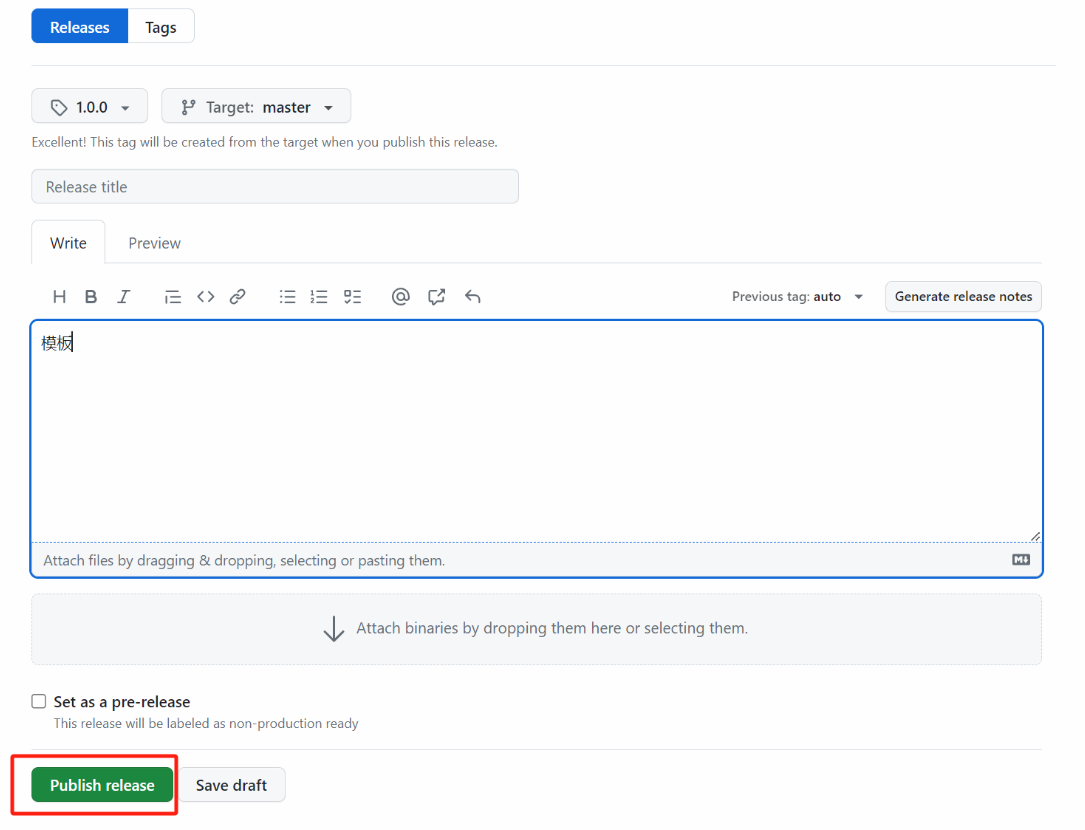 Releases Tags
1.0.0 Target: master
Excellent! This tag will be created from the target when you publish this release.
Release title
Write Preview
H B I @ Previous tag: auto Generate release notes
模板
Attach files by dragging & dropping, selecting or pasting them.
Attach binaries by dropping them here or selecting them.
Set as a pre-release
This release will be labeled as non-production ready
Publish release Save draft